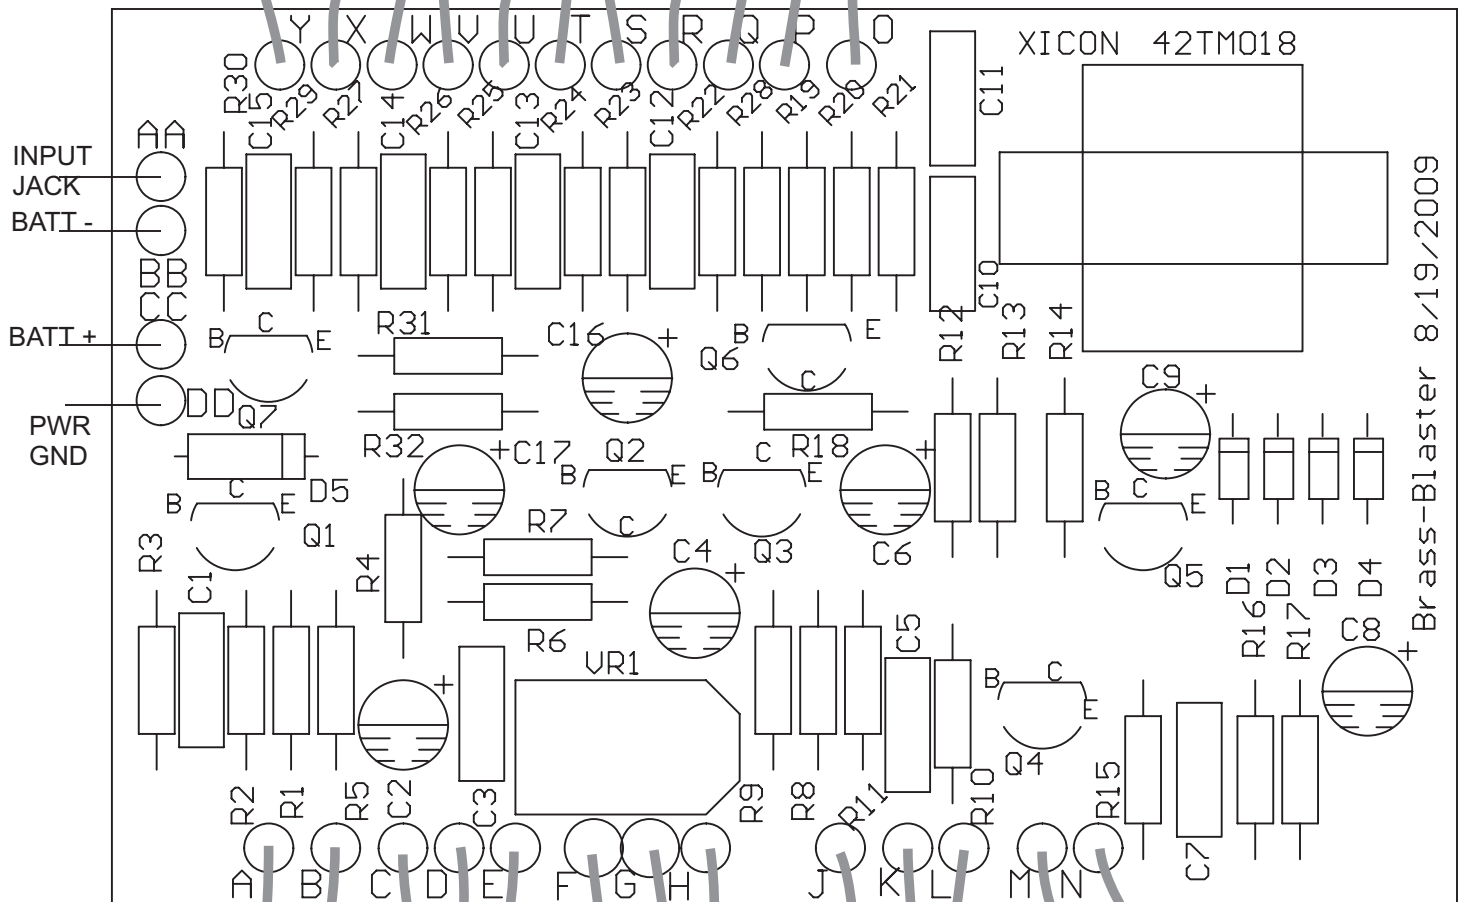 Y X W V U T S R Q P O
XICON 42TM018
R30 C15 R29 R27 C14 R26 R25 C13 R24 R23 C12 R22 R28 R19 R20 R21 C11
AA
INPUT
JACK
BATT -
BB
CC
BATT +
DD
PWR
GND
C10
R12 R13 R14
B C E
Q7
R31
C16
Q6
B C E
C9
R32
C17
Q2
B C E
R18
B C E
Q3
C6
D5
B C E
Q1
B C E
Q5
D1 D2 D3 D4
Brass-Blaster 8/19/2009
R3
C1
R4
R7
R6
C4
VR1
C5
B C E
Q4
R16 R17
C8
R2 R1 R5 C2 C3
R9 R8 R11 R10
R15
C7
A B C D E F G H J K L M N